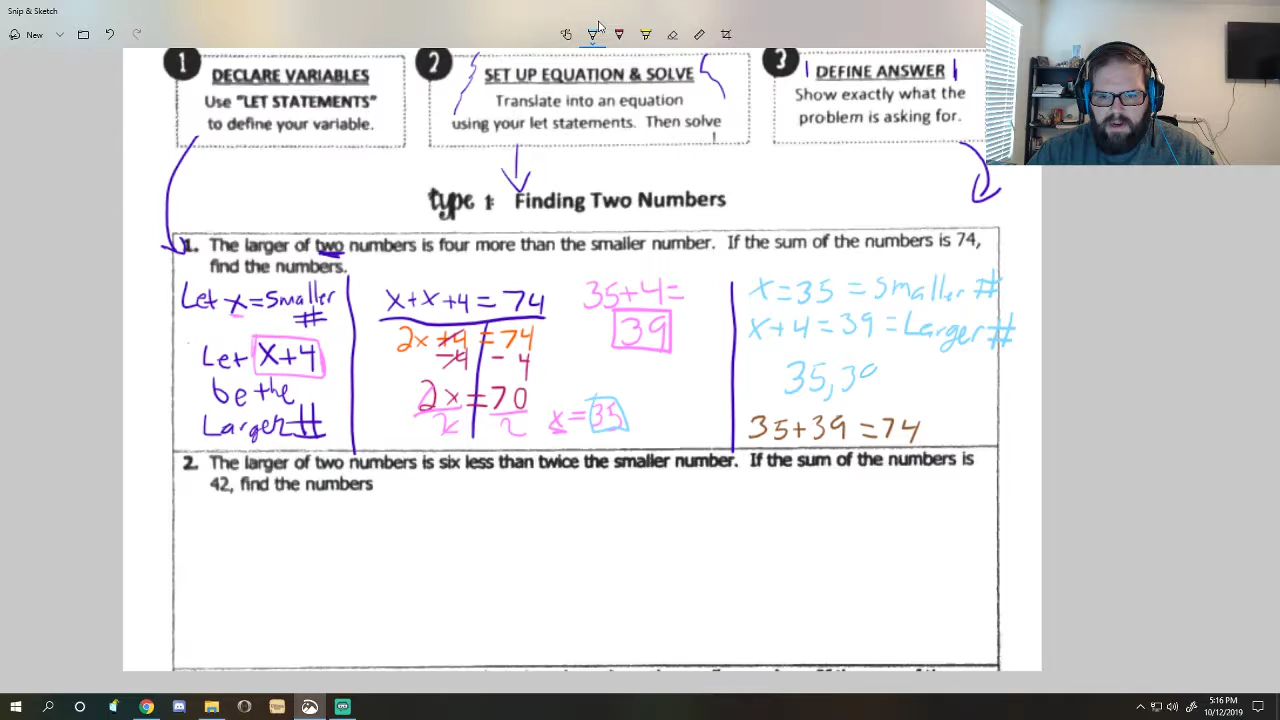 Snip & Sketch
New
1
DECLARE VARIABLES
Use "LET STATEMENTS"
to define your variable.
2
SET UP EQUATION & SOLVE
Translate into an equation
using your let statements. Then solve
!
3
DEFINE ANSWER
Show exactly what the
problem is asking for.
type 1: Finding Two Numbers
1. The larger of two numbers is four more than the smaller number. If the sum of the numbers is 74,
find the numbers.
Let x = Smaller
#
Let x+4
be the
Larger #
x+x+4=74
2x+4=74
-4 -4
2x=70
2 2
x=35
35+4=
39
x=35=Smaller #
x+4=39=Larger #
35,39
35+39=74
2. The larger of two numbers is six less than twice the smaller number. If the sum of the numbers is
42, find the numbers
5:16 PM
10/12/2019